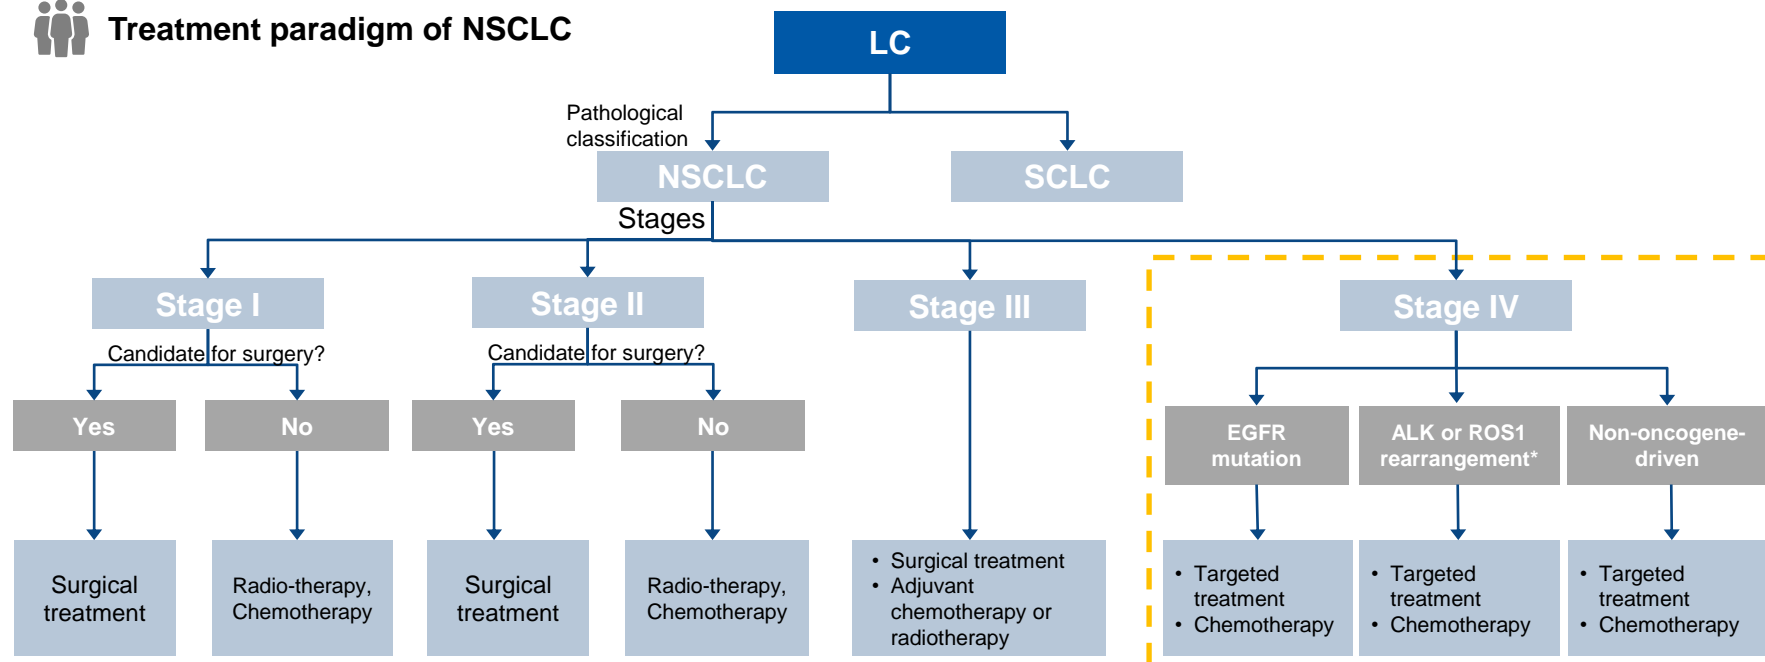 Treatment paradigm of NSCLC
LC
Pathological
classification
NSCLC
SCLC
Stages
Stage I
Stage II
Stage III
Stage IV
Candidate for surgery?
Candidate for surgery?
Yes
No
Yes
No
EGFR
mutation
ALK or ROS1
rearrangement*
Non-oncogene-
driven
Surgical
treatment
Radio-therapy,
Chemotherapy
Surgical
treatment
Radio-therapy,
Chemotherapy
• Surgical treatment
• Adjuvant
chemotherapy or
radiotherapy
• Targeted
treatment
• Chemotherapy
• Targeted
treatment
• Chemotherapy
• Targeted
treatment
• Chemotherapy